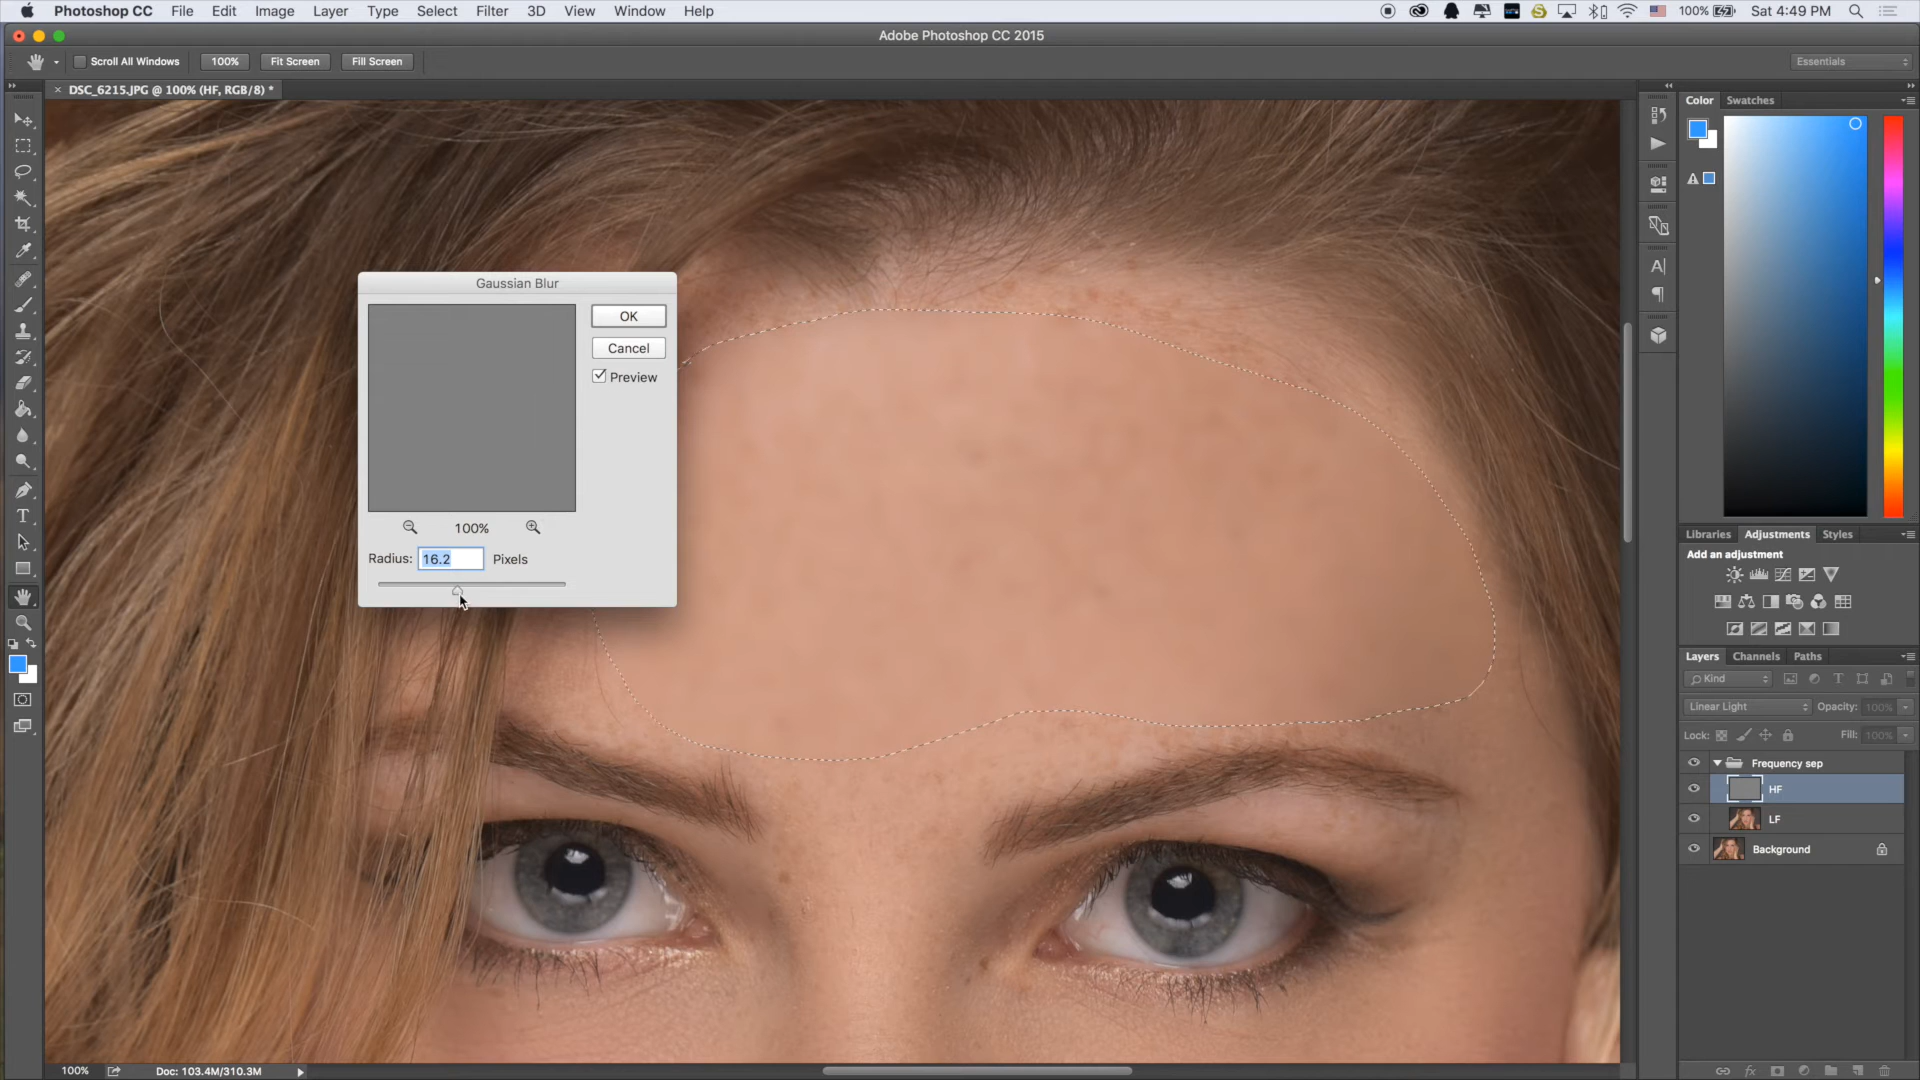 Photoshop CC File Edit Image Layer Type Select Filter 3D View Window Help 100% Sat 4:49 PM
Adobe Photoshop CC 2015
Scroll All Windows 100% Fit Screen Fill Screen Essentials
DSC_6215.JPG @ 100% (HF, RGB/8) *
Color Swatches
Gaussian Blur
OK
Cancel
Preview
100%
Radius: 16.2 Pixels
Libraries Adjustments Styles
Add an adjustment
Layers Channels Paths
Kind
Linear Light Opacity: 100%
Lock: Fill: 100%
Frequency sep
HF
LF
Background
100% Doc: 103.4M/310.3M